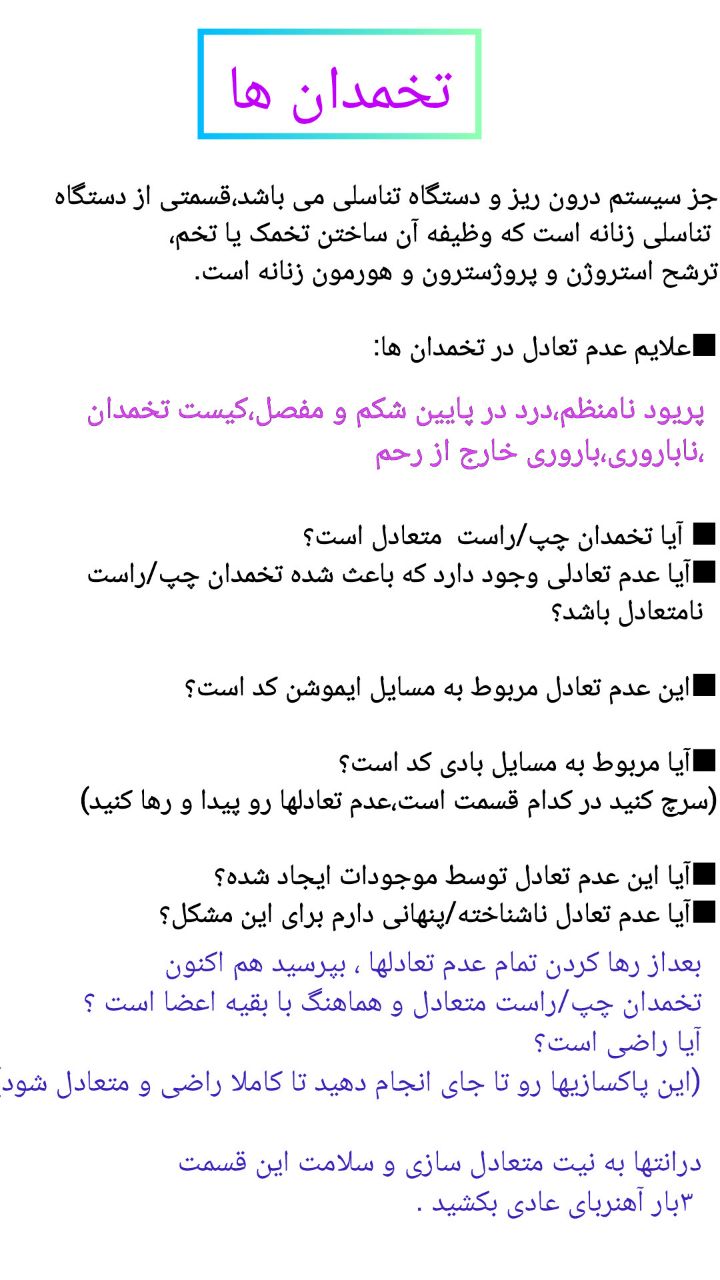 تخمدان ها
جز سیستم درون ریز و دستگاه تناسلی می باشد،قسمتی از دستگاه
تناسلی زنانه است که وظیفه آن ساختن تخمک یا تخم،
ترشح استروژن و پروژسترون و هورمون زنانه است.
■علایم عدم تعادل در تخمدان ها:
پریود نامنظم،درد در پایین شکم و مفصل،کیست تخمدان
،ناباروری،باروری خارج از رحم
■ آیا تخمدان چپ/راست متعادل است؟
■آیا عدم تعادلی وجود دارد که باعث شده تخمدان چپ/راست
نامتعادل باشد؟
■این عدم تعادل مربوط به مسایل ایموشن کد است؟
■آیا مربوط به مسایل بادی کد است؟
(سرچ کنید در کدام قسمت است،عدم تعادلها رو پیدا و رها کنید)
■آیا این عدم تعادل توسط موجودات ایجاد شده؟
■آیا عدم تعادل ناشناخته/پنهانی دارم برای این مشکل؟
بعداز رها کردن تمام عدم تعادلها ، بپرسید هم اکنون
تخمدان چپ/راست متعادل و هماهنگ با بقیه اعضا است ؟
آیا راضی است؟
(این پاکسازیها رو تا جای انجام دهید تا کاملا راضی و متعادل شود)
درانتها به نیت متعادل سازی و سلامت این قسمت
۳بار آهنربای عادی بکشید .